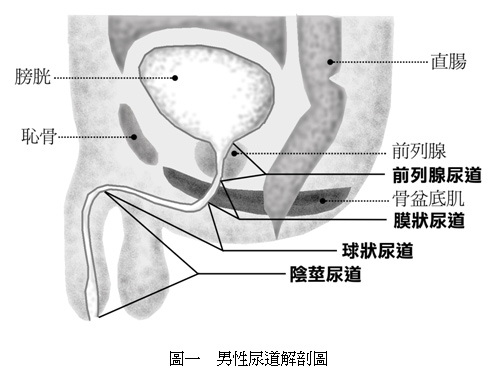 膀胱
直腸
恥骨
前列腺
前列腺尿道
骨盆底肌
膜狀尿道
球狀尿道
陰莖尿道
圖一 男性尿道解剖圖